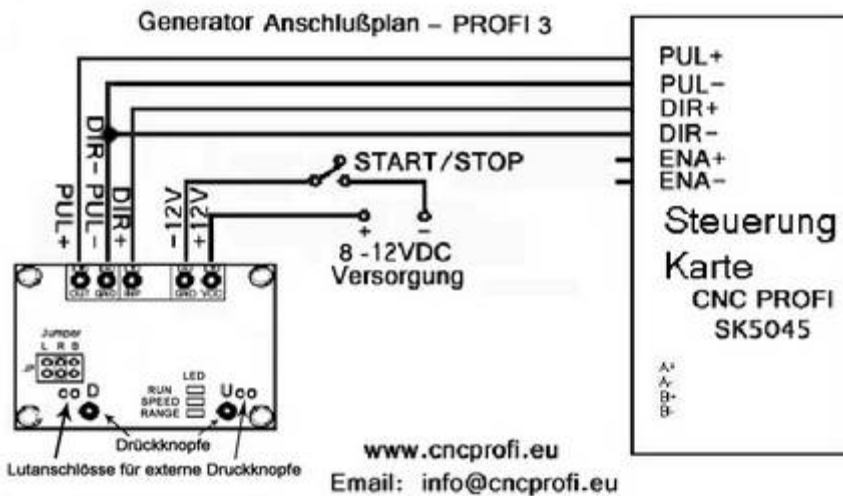 Generator Anschlußplan - PROFI 3
PUL+
PUL-
DIR+
DIR-
ENA+
ENA-
START/STOP
PUL+
DIR- PUL-
DIR+
-12V
+12V
+ -
8 -12VDC
Versorgung
Steuerung
Karte
CNC PROFI
SK5045
A+
A-
B+
B-
OUT GND INP GND VCC
Jumper
L R B
JP
LED
D
RUN
SPEED
RANGE
U
Drückknopfe
Lutanschlösse für externe Druckknopfe
www.cncprofi.eu
Email: info@cncprofi.eu